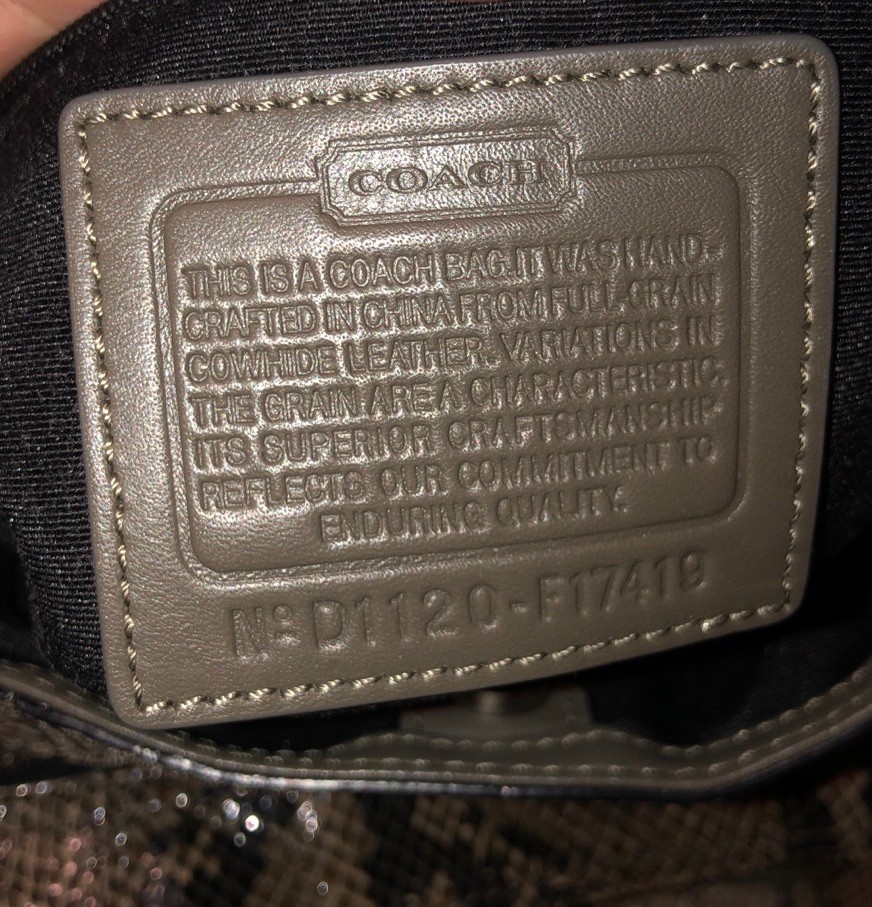 COACH
THIS IS A COACH BAG. IT WAS HAND-
CRAFTED IN CHINA FROM FULL GRAIN
COWHIDE LEATHER. VARIATIONS IN
THE GRAIN ARE A CHARACTERISTIC.
ITS SUPERIOR CRAFTSMANSHIP
REFLECTS OUR COMMITMENT TO
ENDURING QUALITY.
Nº D1120-F17419